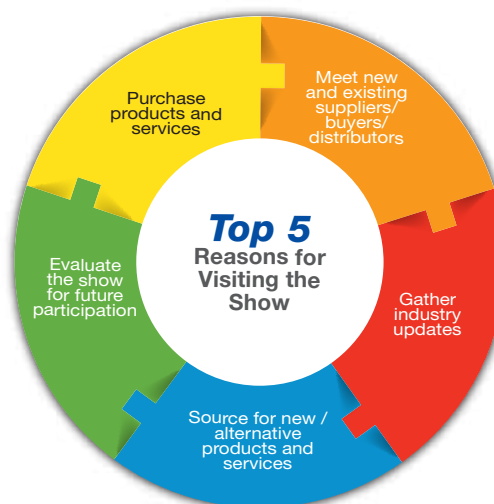 Top 5
Reasons for
Visiting the
Show
Meet new
and existing
suppliers/
buyers/
distributors
Gather
industry
updates
Source for new /
alternative
products and
services
Evaluate
the show
for future
participation
Purchase
products and
services